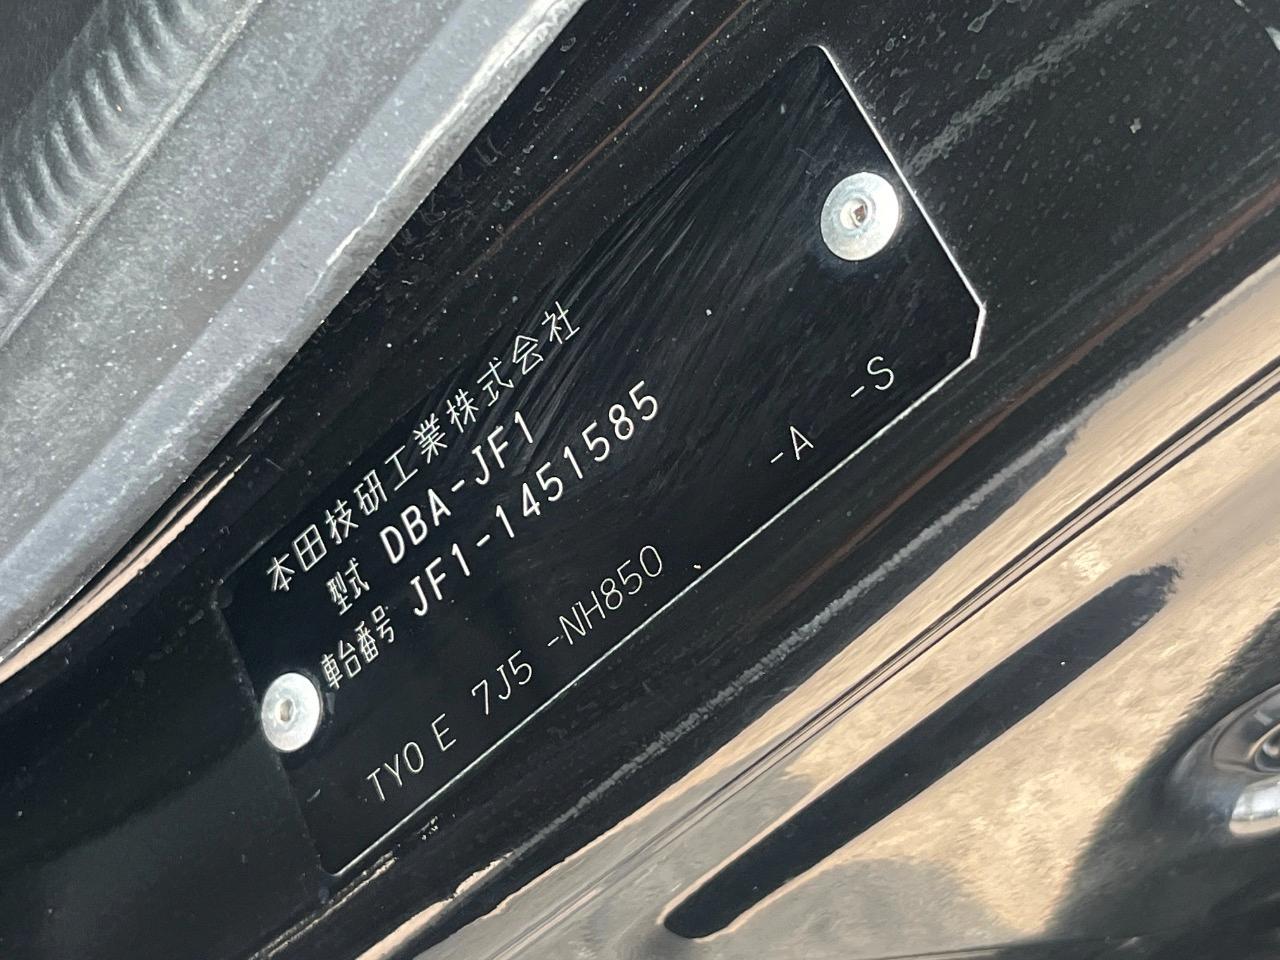 本田技研工業株式会社
型式 DBA-JF1
車台番号 JF1-1451585
TY0 E 7J5 -NH850 -A -S